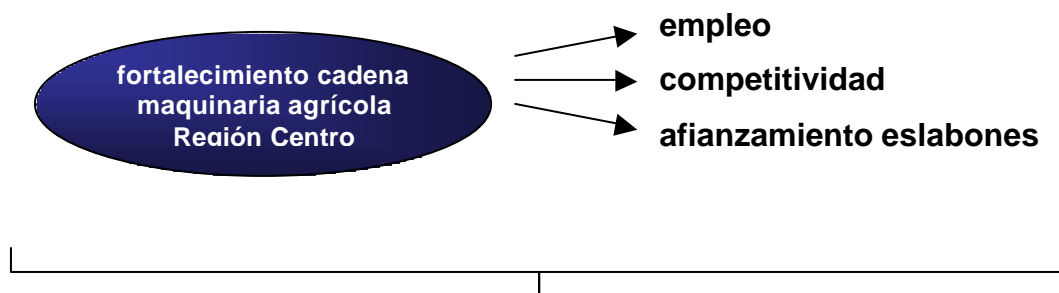 fortalecimiento cadena
maquinaria agrícola
Región Centro
empleo
competitividad
afianzamiento eslabones